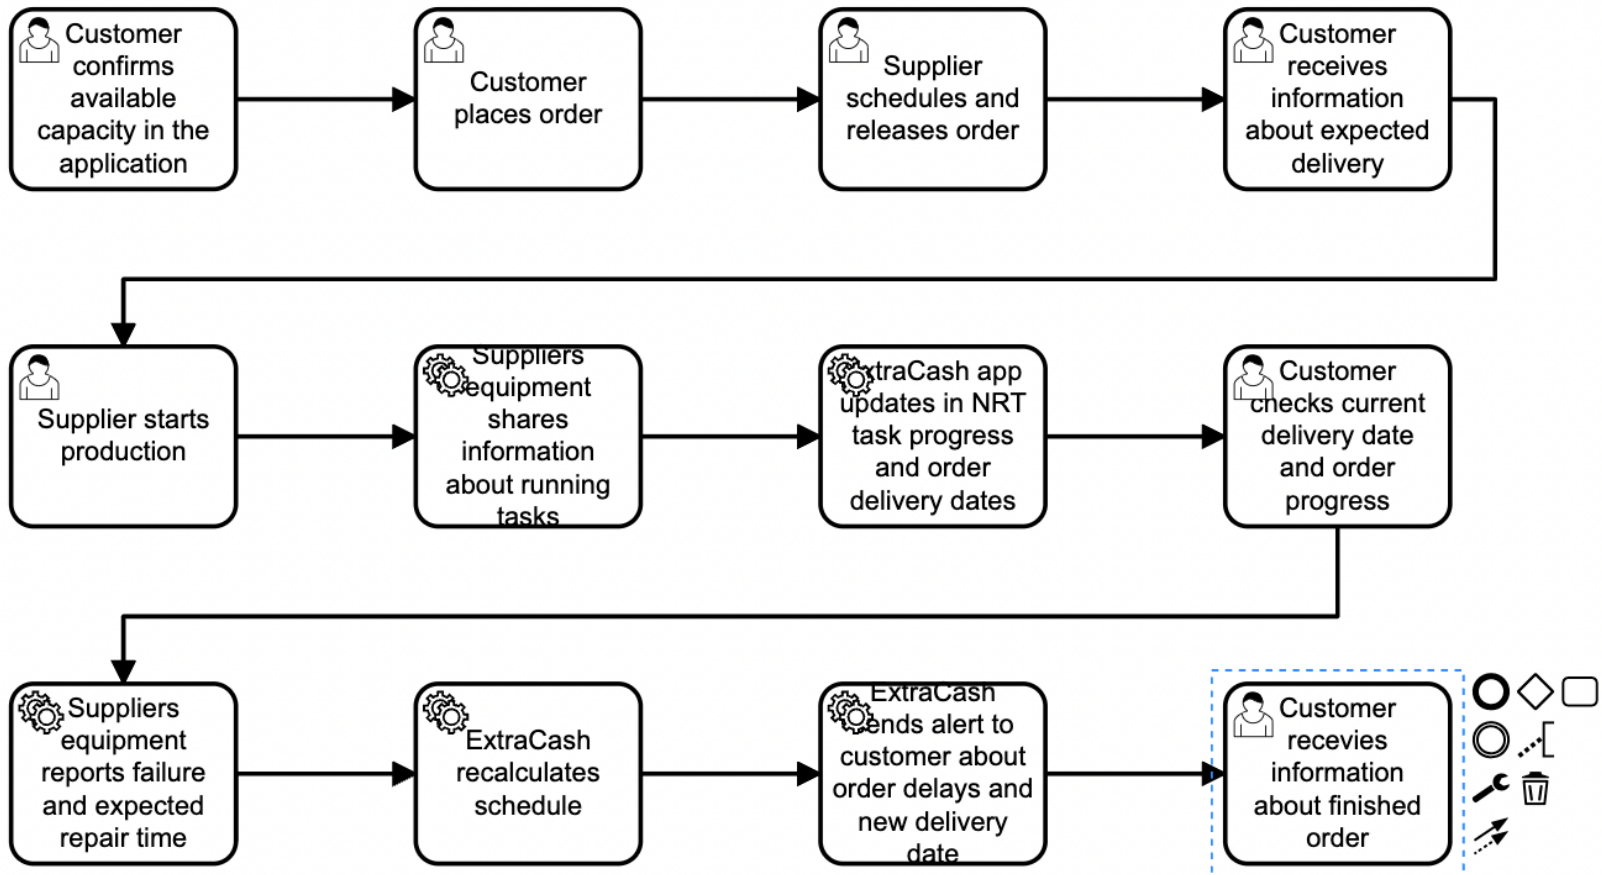 Customer
confirms
available
capacity in the
application
Customer
places order
Supplier
schedules and
releases order
Customer
receives
information
about expected
delivery
Supplier starts
production
Suppliers
equipment
shares
information
about running
tasks
ExtraCash app
updates in NRT
task progress
and order
delivery dates
Customer
checks current
delivery date
and order
progress
Suppliers
equipment
reports failure
and expected
repair time
ExtraCash
recalculates
schedule
ExtraCash
sends alert to
customer about
order delays and
new delivery
date
Customer
recevies
information
about finished
order